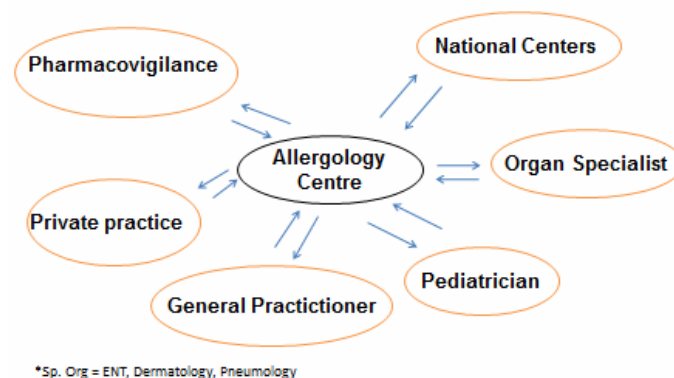 National Centers
Pharmacovigilance
Allergology
Centre
Organ Specialist
Private practice
Pediatrician
General Practictioner
*Sp. Org = ENT, Dermatology, Pneumology